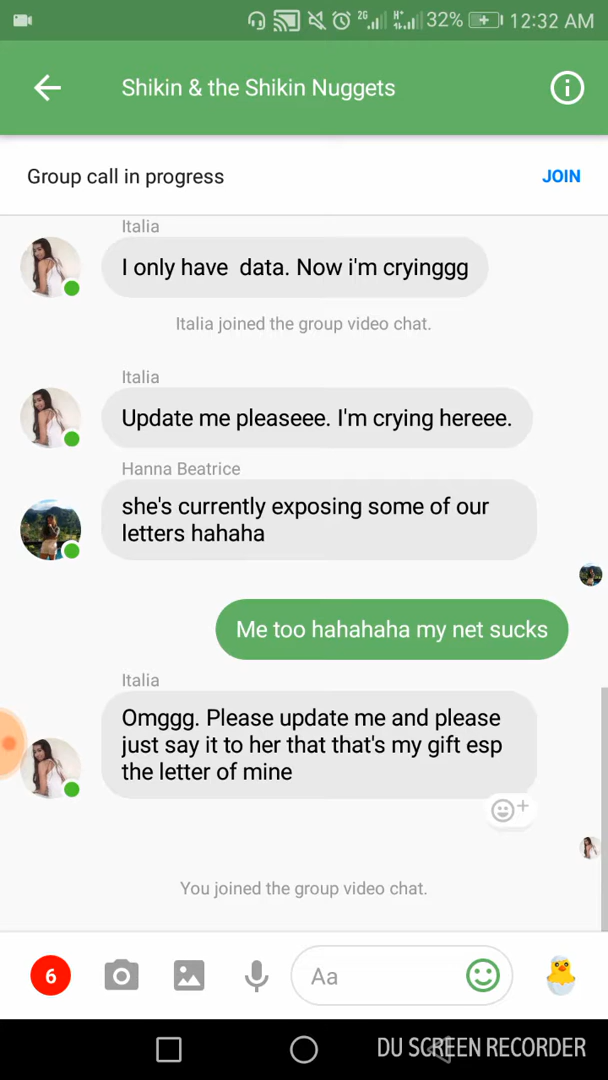 2G H+ 32% 12:32 AM
Shikin & the Shikin Nuggets
Group call in progress JOIN
Italia
I only have data. Now i'm cryinggg
Italia joined the group video chat.
Italia
Update me pleaseee. I'm crying hereee.
Hanna Beatrice
she's currently exposing some of our
letters hahaha
Me too hahahaha my net sucks
Italia
Omggg. Please update me and please
just say it to her that that's my gift esp
the letter of mine
You joined the group video chat.
6 Aa
DU SCREEN RECORDER